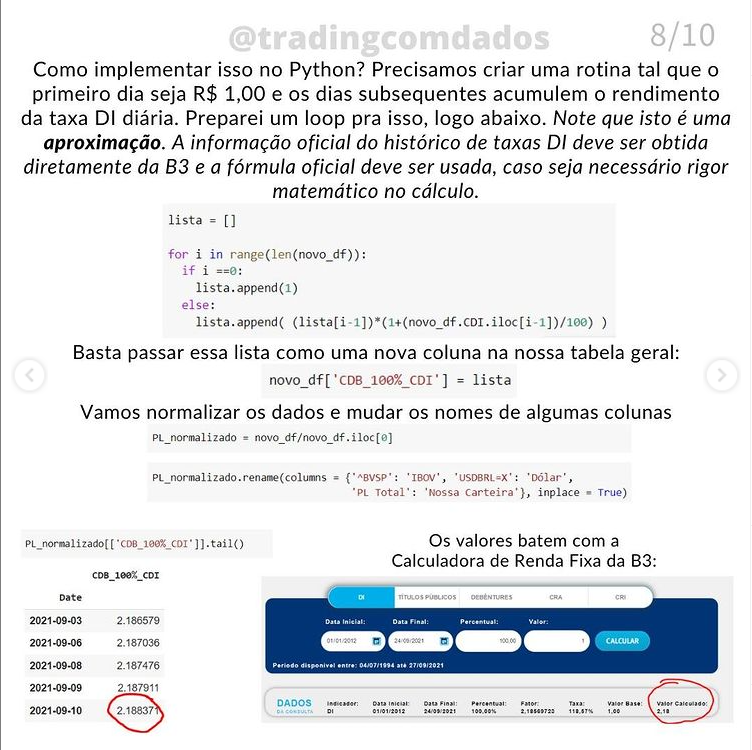 @tradingcomdados
8/10
Como implementar isso no Python? Precisamos criar uma rotina tal que o
primeiro dia seja R$ 1,00 e os dias subsequentes acumulem o rendimento
da taxa DI diária. Preparei um loop pra isso, logo abaixo. Note que isto é uma
aproximação. A informação oficial do histórico de taxas DI deve ser obtida
diretamente da B3 e a fórmula oficial deve ser usada, caso seja necessário rigor
matemático no cálculo.
lista = []
for i in range(len(novo_df)):
if i ==0:
lista.append(1)
else:
lista.append( (lista[i-1])*(1+(novo_df.CDI.iloc[i-1])/100) )
Basta passar essa lista como uma nova coluna na nossa tabela geral:
novo_df['CDB_100%_CDI'] = lista
Vamos normalizar os dados e mudar os nomes de algumas colunas
PL_normalizado = novo_df/novo_df.iloc[0]
PL_normalizado.rename(columns = {'^BVSP': 'IBOV', 'USDBRL=X': 'Dólar',
'PL Total': 'Nossa Carteira'}, inplace = True)
PL_normalizado[['CDB_100%_CDI']].tail()
CDB_100%_CDI
Date
2021-09-03 2.186579
2021-09-06 2.187036
2021-09-08 2.187476
2021-09-09 2.187911
2021-09-10 2.188371
Os valores batem com a
Calculadora de Renda Fixa da B3:
DI TÍTULOS PÚBLICOS DEBÊNTURES CRA CRI
Data Inicial: Data Final: Percentual: Valor:
01/01/2012 24/09/2021 100,00 1 CALCULAR
Período disponível entre: 04/07/1994 até 27/09/2021
DADOS
DA CONSULTA
Indicador: Data Inicial: Data Final: Percentual: Fator: Taxa: Valor Base: Valor Calculado:
DI 01/01/2012 24/09/2021 100,00% 2,18569720 118,57% 1,00 2,18